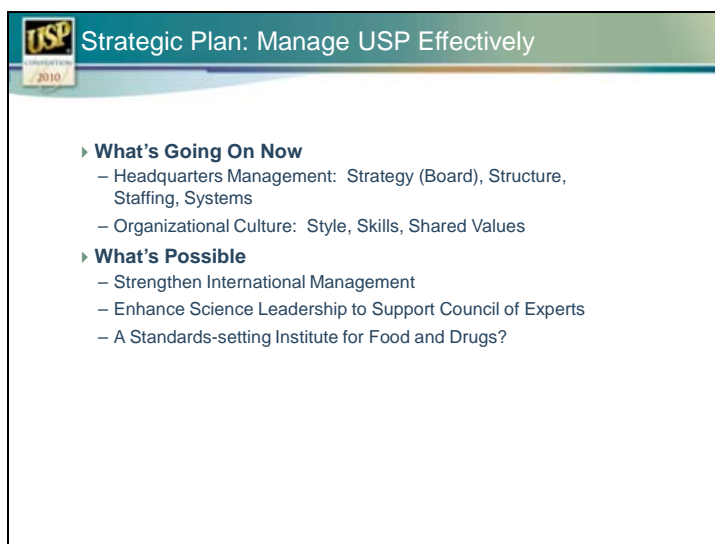 USP
CONVENTION
2010
Strategic Plan: Manage USP Effectively
What's Going On Now
– Headquarters Management: Strategy (Board), Structure,
Staffing, Systems
– Organizational Culture: Style, Skills, Shared Values
What's Possible
– Strengthen International Management
– Enhance Science Leadership to Support Council of Experts
– A Standards-setting Institute for Food and Drugs?